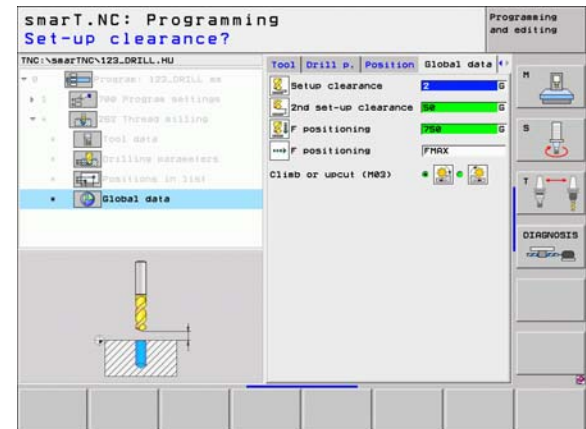 smarT.NC: Programming
Programming and editing
Set-up clearance?
TNC:\smarTNC\123_DRILL.HU
Tool Drill p. Position Global data
0 Program: 123_DRILL mm
1 700 Program settings
Thread milling
Tool data
Drilling parameters
Positions in list
Global data
Setup clearance 2 G
2nd set-up clearance 50 G
F positioning 750 G
F positioning FMAX
Climb or upcut (M03)
M
S
T
DIAGNOSIS